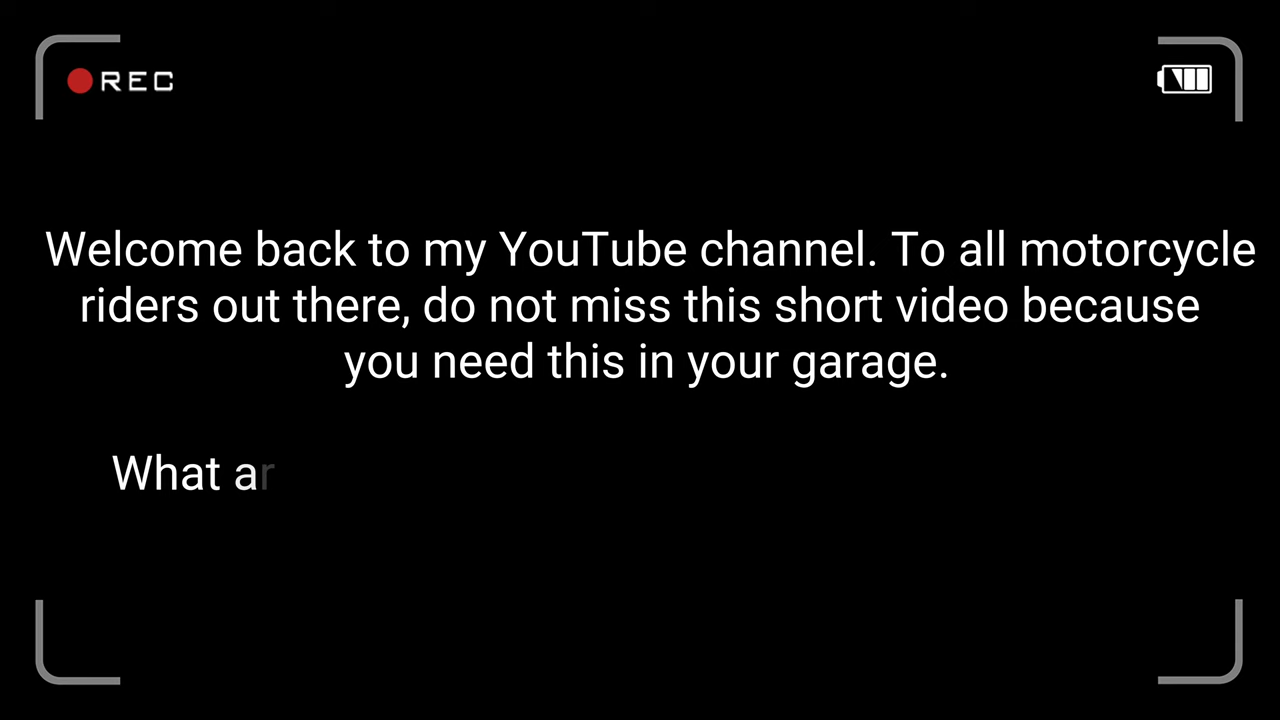 REC
Welcome back to my YouTube channel. To all motorcycle
riders out there, do not miss this short video because
you need this in your garage.
What ar